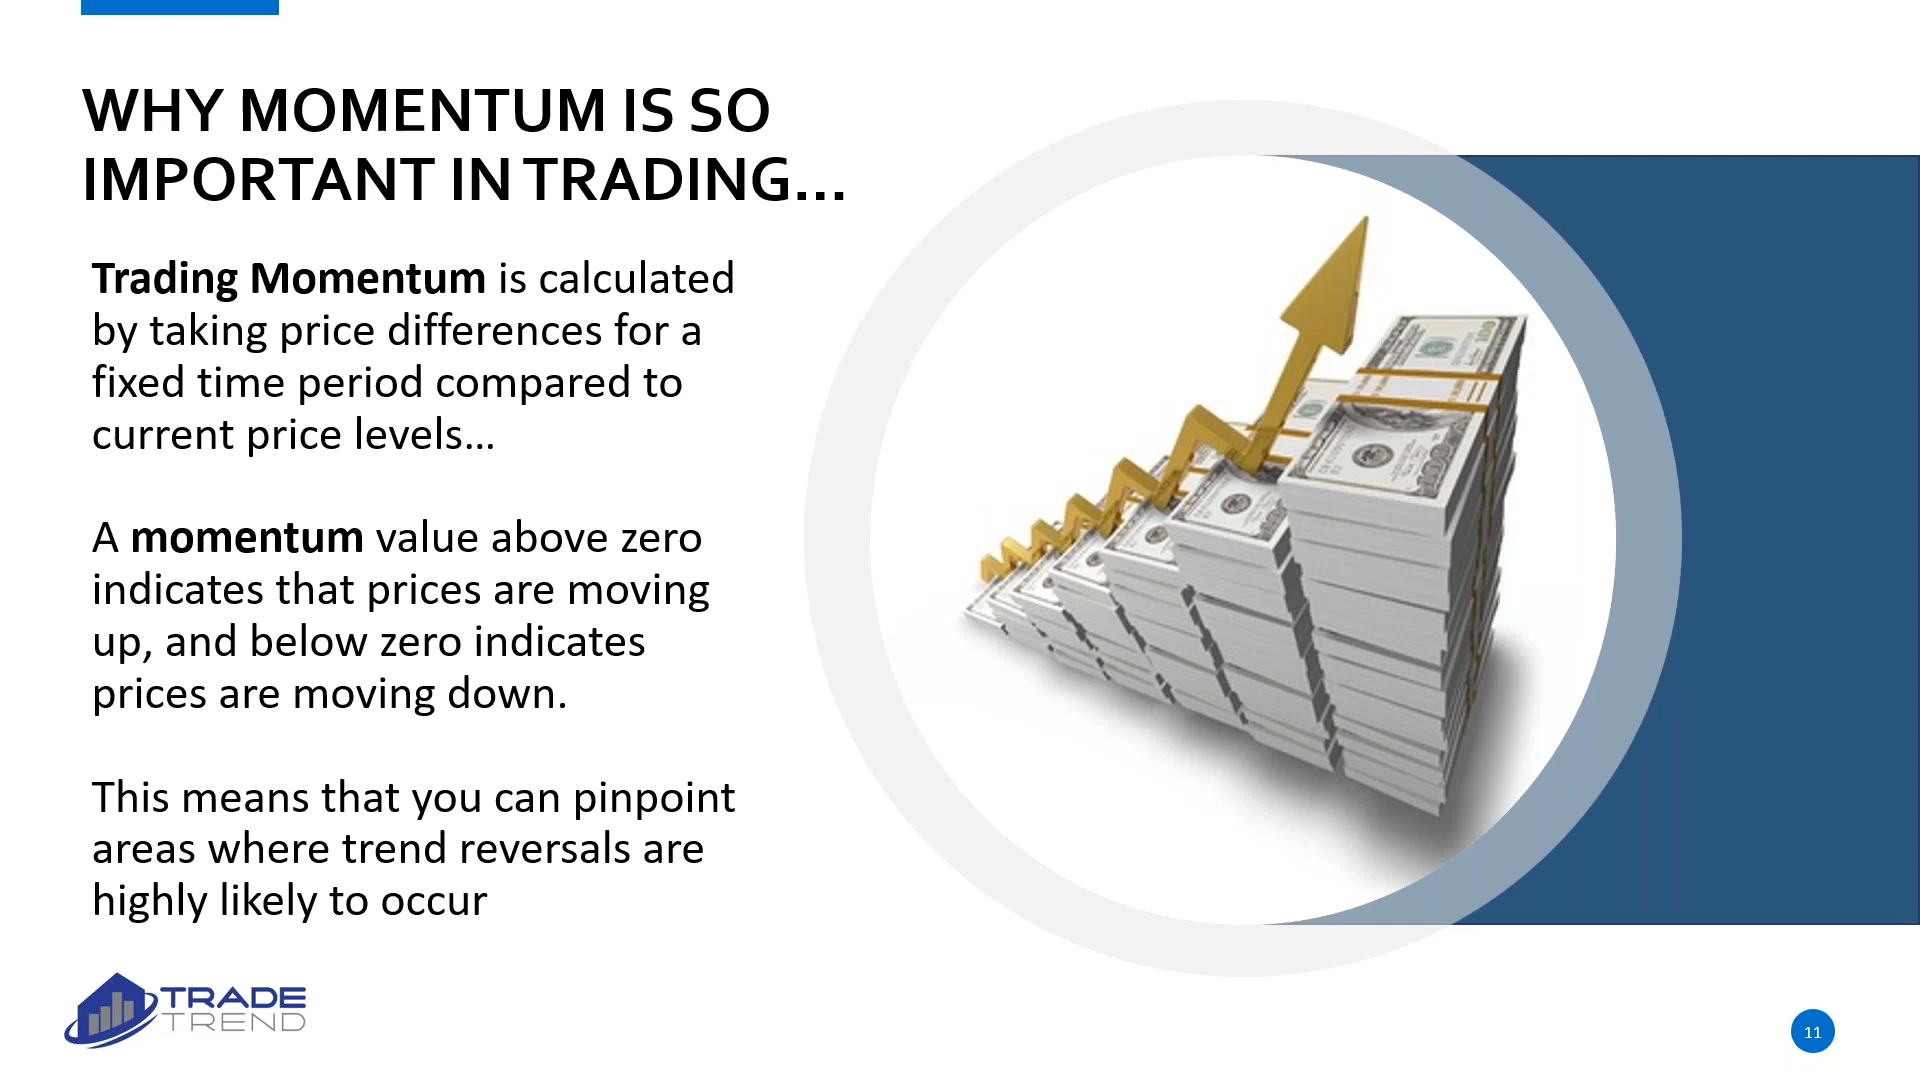 WHY MOMENTUM IS SO
IMPORTANT IN TRADING...
Trading Momentum is calculated
by taking price differences for a
fixed time period compared to
current price levels...
A momentum value above zero
indicates that prices are moving
up, and below zero indicates
prices are moving down.
This means that you can pinpoint
areas where trend reversals are
highly likely to occur
TRADE
TREND
11